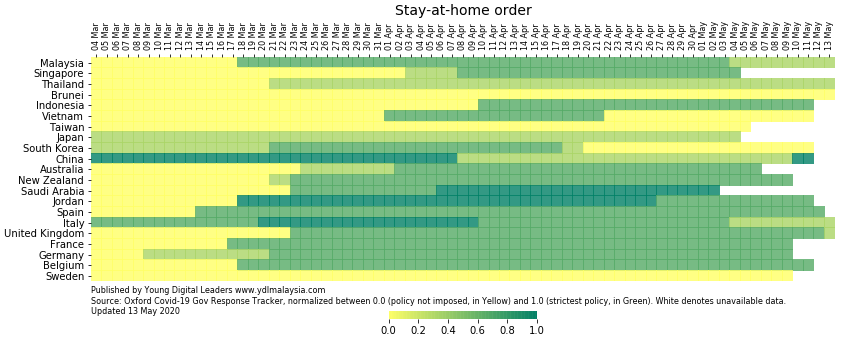 Stay-at-home order
04 Mar
05 Mar
06 Mar
07 Mar
08 Mar
09 Mar
10 Mar
11 Mar
12 Mar
13 Mar
14 Mar
15 Mar
16 Mar
17 Mar
18 Mar
19 Mar
20 Mar
21 Mar
22 Mar
23 Mar
24 Mar
25 Mar
26 Mar
27 Mar
28 Mar
29 Mar
30 Mar
31 Mar
01 Apr
02 Apr
03 Apr
04 Apr
05 Apr
06 Apr
07 Apr
08 Apr
09 Apr
10 Apr
11 Apr
12 Apr
13 Apr
14 Apr
15 Apr
16 Apr
17 Apr
18 Apr
19 Apr
20 Apr
21 Apr
22 Apr
23 Apr
24 Apr
25 Apr
26 Apr
27 Apr
28 Apr
29 Apr
30 Apr
01 May
02 May
03 May
04 May
05 May
06 May
07 May
08 May
09 May
10 May
11 May
12 May
13 May
Malaysia
Singapore
Thailand
Brunei
Indonesia
Vietnam
Taiwan
Japan
South Korea
China
Australia
New Zealand
Saudi Arabia
Jordan
Spain
Italy
United Kingdom
France
Germany
Belgium
Sweden
Published by Young Digital Leaders www.ydlmalaysia.com
Source: Oxford Covid-19 Gov Response Tracker, normalized between 0.0 (policy not imposed, in Yellow) and 1.0 (strictest policy, in Green). White denotes unavailable data.
Updated 13 May 2020
0.0 0.2 0.4 0.6 0.8 1.0